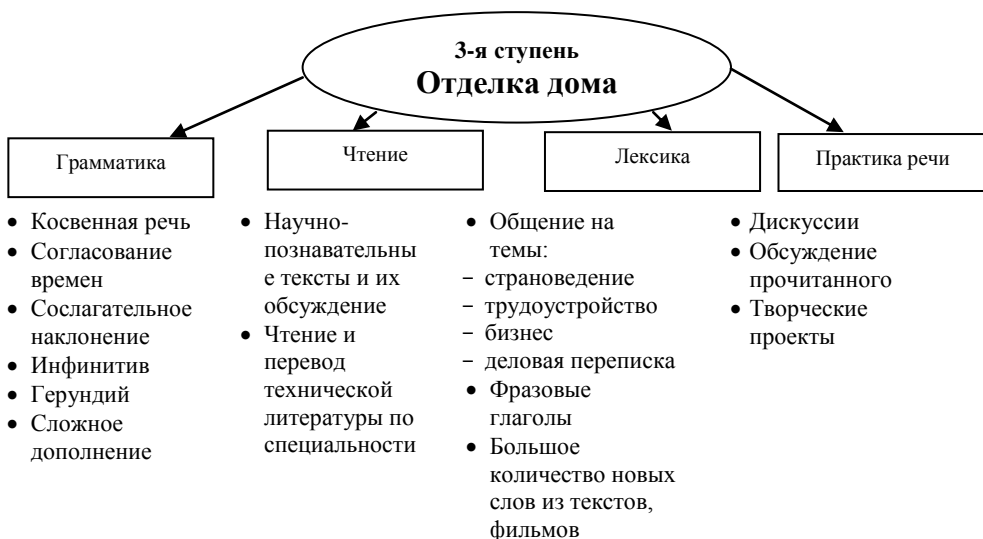 3-я ступень
Отделка дома
Грамматика
Чтение
Лексика
Практика речи
• Косвенная речь
• Согласование
времен
• Сослагательное
наклонение
• Инфинитив
• Герундий
• Сложное
дополнение
• Научно-
познавательны
е тексты и их
обсуждение
• Чтение и
перевод
технической
литературы по
специальности
• Общение на
темы:
− страноведение
− трудоустройство
− бизнес
− деловая переписка
• Фразовые
глаголы
• Большое
количество новых
слов из текстов,
фильмов
• Дискуссии
• Обсуждение
прочитанного
• Творческие
проекты